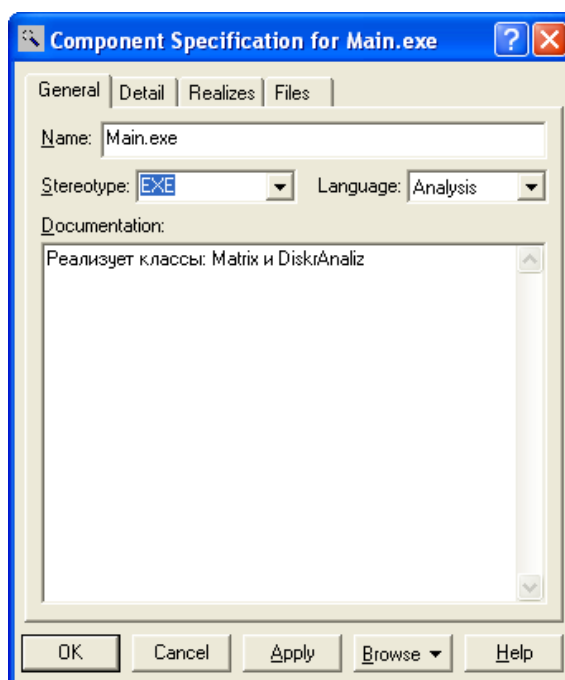 Component Specification for Main.exe
General Detail Realizes Files
Name: Main.exe
Stereotype: EXE Language: Analysis
Documentation:
Реализует классы: Matrix и DiskrAnaliz
OK Cancel Apply Browse Help